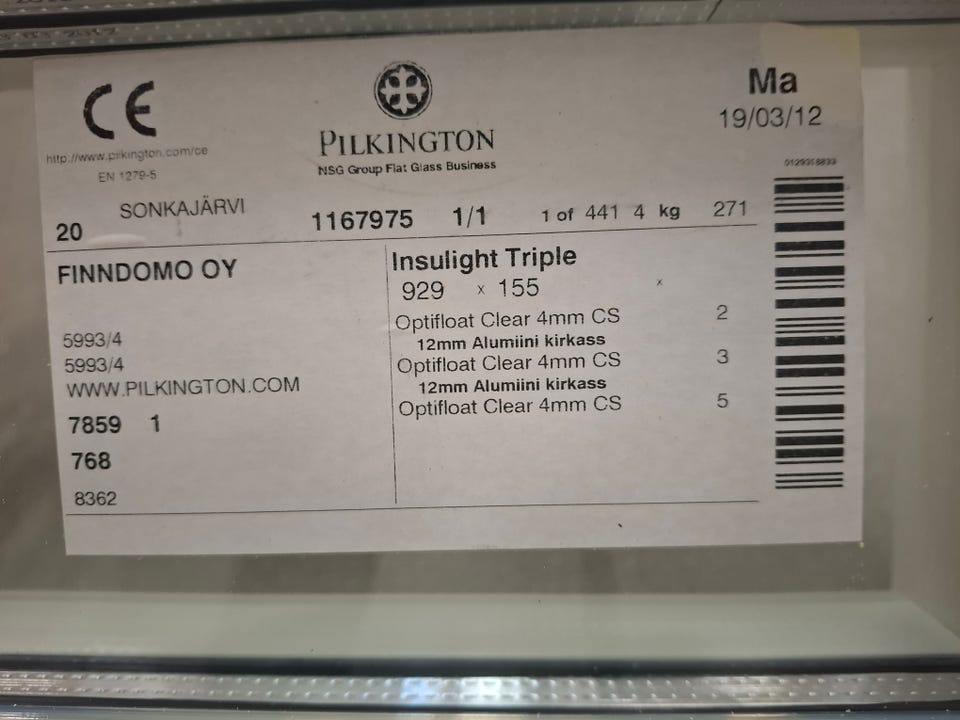 CE
http://www.pilkington.com/ce
EN 1279-5
PILKINGTON
NSG Group Flat Glass Business
Ma
19/03/12
20 SONKAJÄRVI 1167975 1/1 1 of 441 4 kg 271
FINNDOMO OY
5993/4
5993/4
WWW.PILKINGTON.COM
7859 1
768
8362
Insulight Triple
929 x 155 x
Optifloat Clear 4mm CS 2
12mm Alumiini kirkass
Optifloat Clear 4mm CS 3
12mm Alumiini kirkass
Optifloat Clear 4mm CS 5